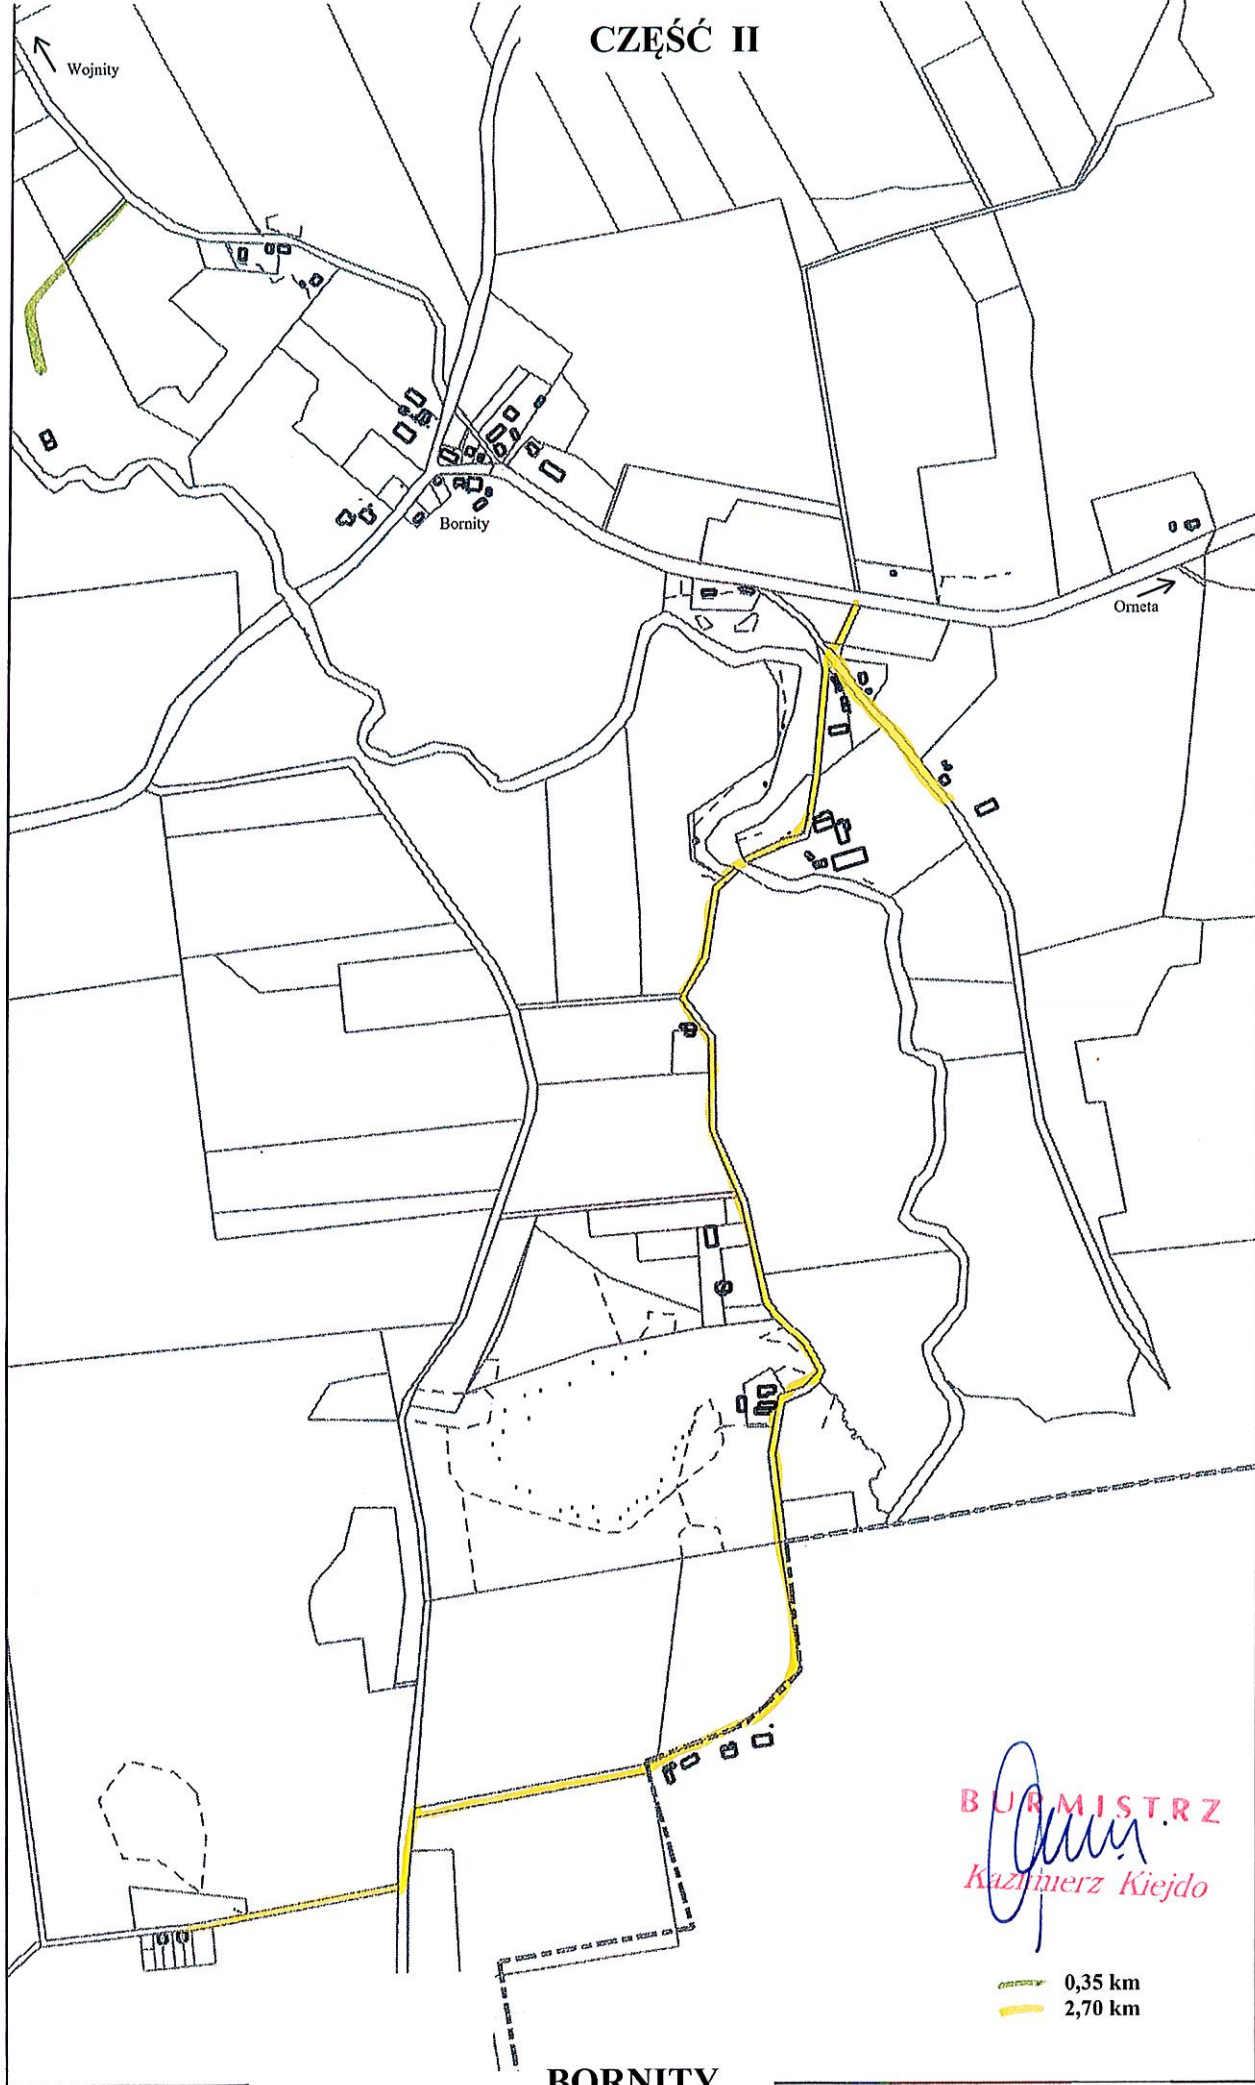 CZĘŚĆ II
Wojnity
Bornity
Orneta
BURMISTRZ
Kazimierz Kiejdo
0,35 km
2,70 km
BORNITY